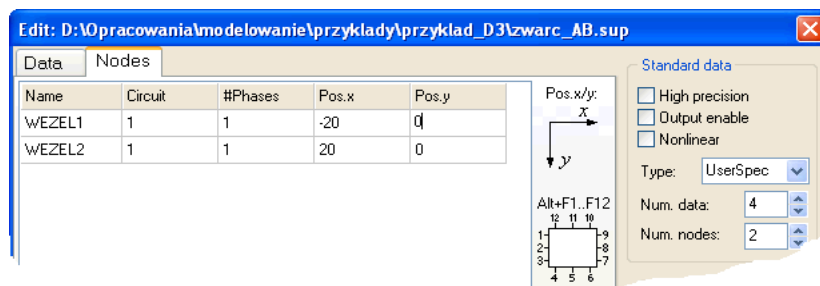 Edit: D:\Opracowania\modelowanie\przyklady\przyklad_D3\zwarc_AB.sup
Data Nodes
Name Circuit #Phases Pos.x Pos.y
WEZEL1 1 1 -20 0
WEZEL2 1 1 20 0
Pos.x/y:
x
y
Alt+F1..F12
12 11 10
1 9
2 8
3 7
4 5 6
Standard data
High precision
Output enable
Nonlinear
Type: UserSpec
Num. data: 4
Num. nodes: 2